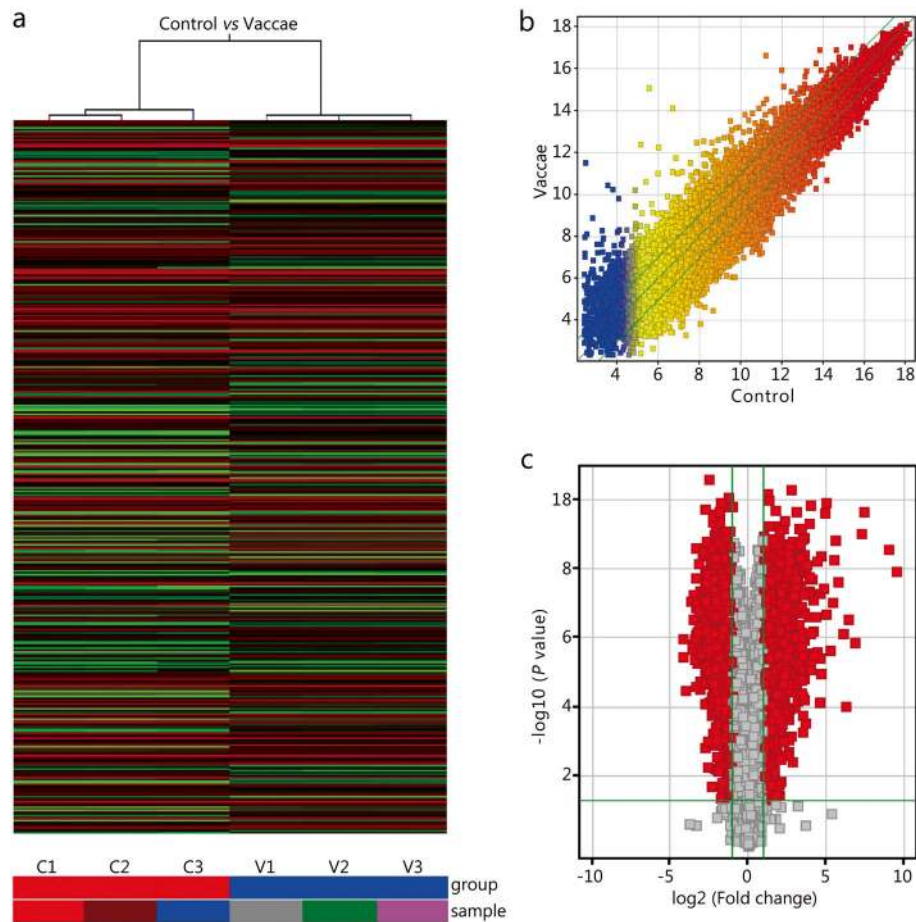 a
Control vs Vaccae
C1 C2 C3 V1 V2 V3
group
sample
b
18
16
14
12
10
8
6
4
Vaccae
4 6 8 10 12 14 16 18
Control
c
18
8
6
4
2
-log10 (P value)
-10 -5 0 5 10
log2 (Fold change)